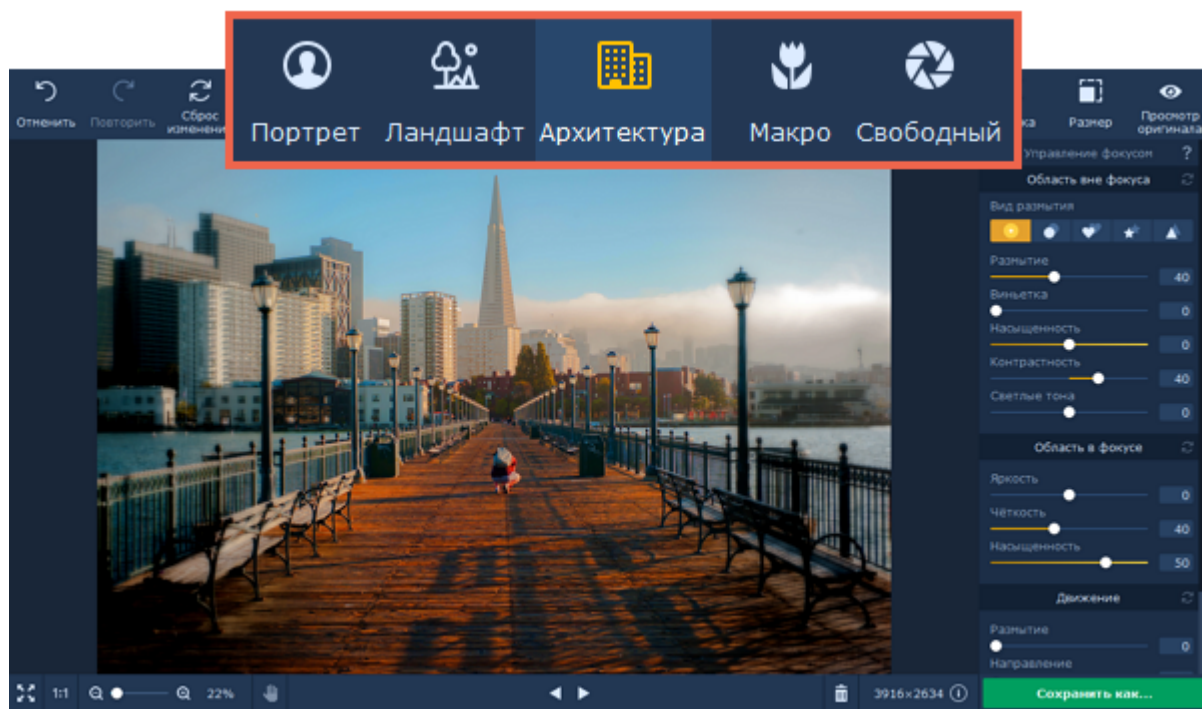 Портрет Ландшафт Архитектура Макро Свободный
Отменить Повторить Сброс Размер Просмотр
оригинала
Управление фокусом ?
Область вне фокуса
Вид размытия
Размытие
40
Виньетка
0
Насыщенность
0
Контрастность
40
Светлые тона
0
Область в фокусе
Яркость
0
Чёткость
40
Насыщенность
50
Движение
Размытие
0
Направление
1:1 22% 3916×2634 Сохранить как...